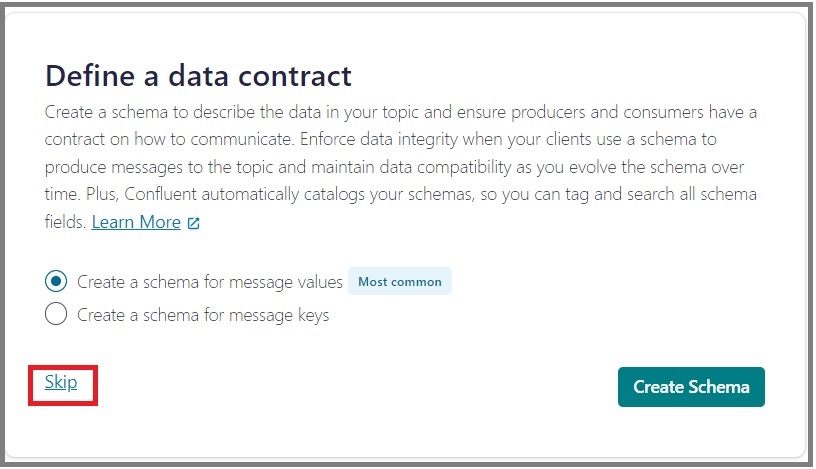 Define a data contract
Create a schema to describe the data in your topic and ensure producers and consumers have a
contract on how to communicate. Enforce data integrity when your clients use a schema to
produce messages to the topic and maintain data compatibility as you evolve the schema over
time. Plus, Confluent automatically catalogs your schemas, so you can tag and search all schema
fields. Learn More
Create a schema for message values Most common
Create a schema for message keys
Skip
Create Schema